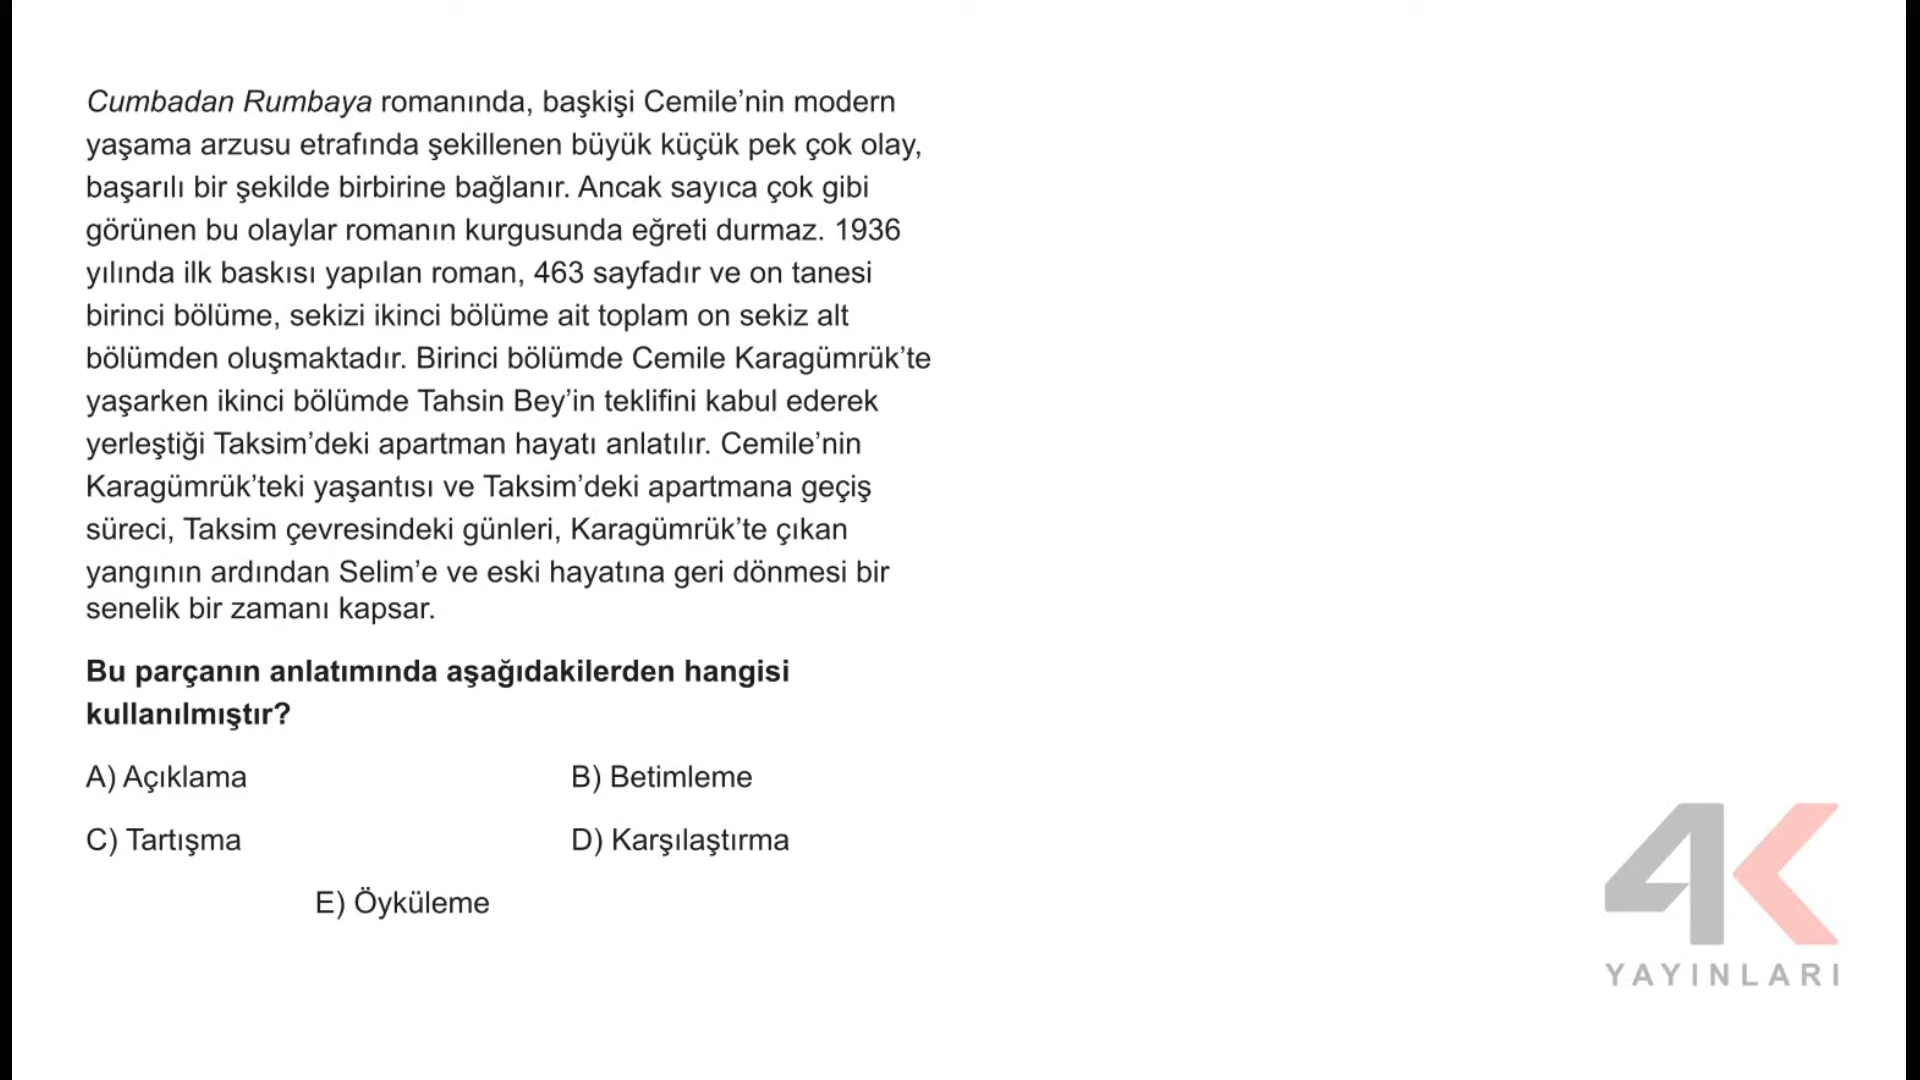 Cumbadan Rumbaya romanında, başkişi Cemile’nin modern
yaşama arzusu etrafında şekillenen büyük küçük pek çok olay,
başarılı bir şekilde birbirine bağlanır. Ancak sayıca çok gibi
görünen bu olaylar romanın kurgusunda eğreti durmaz. 1936
yılında ilk baskısı yapılan roman, 463 sayfadır ve on tanesi
birinci bölüme, sekizi ikinci bölüme ait toplam on sekiz alt
bölümden oluşmaktadır. Birinci bölümde Cemile Karagümrük’te
yaşarken ikinci bölümde Tahsin Bey’in teklifini kabul ederek
yerleştiği Taksim’deki apartman hayatı anlatılır. Cemile’nin
Karagümrük’teki yaşantısı ve Taksim’deki apartmana geçiş
süreci, Taksim çevresindeki günleri, Karagümrük’te çıkan
yangının ardından Selim’e ve eski hayatına geri dönmesi bir
senelik bir zamanı kapsar.
Bu parçanın anlatımında aşağıdakilerden hangisi
kullanılmıştır?
A) Açıklama B) Betimleme
C) Tartışma D) Karşılaştırma
E) Öyküleme
4K
YAYINLARI